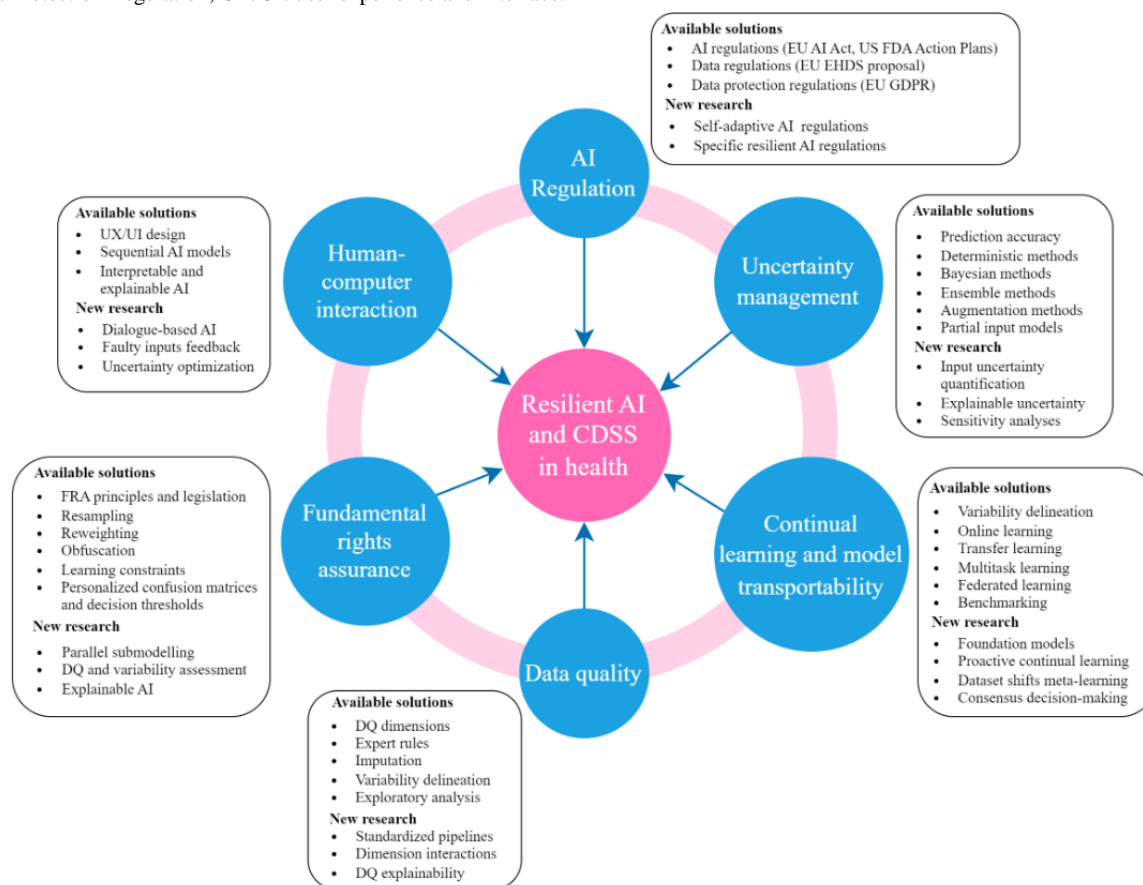 Available solutions
• AI regulations (EU AI Act, US FDA Action Plans)
• Data regulations (EU EHDS proposal)
• Data protection regulations (EU GDPR)
New research
• Self-adaptive AI regulations
• Specific resilient AI regulations
AI
Regulation
Available solutions
• UX/UI design
• Sequential AI models
• Interpretable and
explainable AI
New research
• Dialogue-based AI
• Faulty inputs feedback
• Uncertainty optimization
Human-
computer
interaction
Uncertainty
management
Available solutions
• Prediction accuracy
• Deterministic methods
• Bayesian methods
• Ensemble methods
• Augmentation methods
• Partial input models
New research
• Input uncertainty
quantification
• Explainable uncertainty
• Sensitivity analyses
Resilient AI
and CDSS
in health
Available solutions
• FRA principles and legislation
• Resampling
• Reweighting
• Obfuscation
• Learning constraints
• Personalized confusion matrices
and decision thresholds
New research
• Parallel submodelling
• DQ and variability assessment
• Explainable AI
Fundamental
rights
assurance
Continual
learning and model
transportability
Available solutions
• Variability delineation
• Online learning
• Transfer learning
• Multitask learning
• Federated learning
• Benchmarking
New research
• Foundation models
• Proactive continual learning
• Dataset shifts meta-learning
• Consensus decision-making
Data quality
Available solutions
• DQ dimensions
• Expert rules
• Imputation
• Variability delineation
• Exploratory analysis
New research
• Standardized pipelines
• Dimension interactions
• DQ explainability